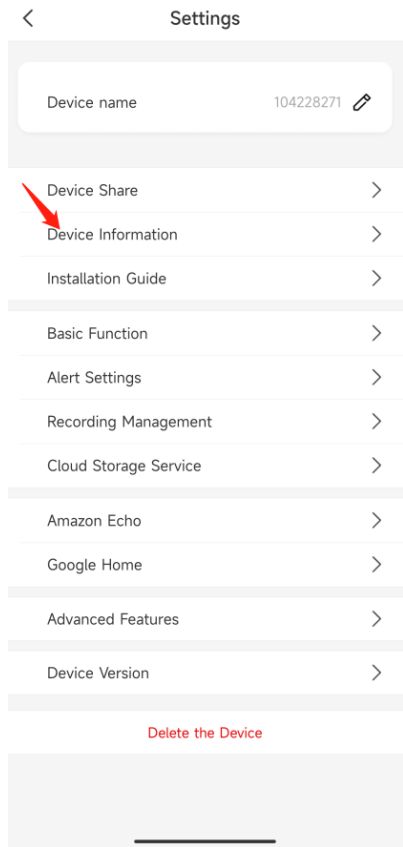 Settings
Device name 104228271
Device Share
Device Information
Installation Guide
Basic Function
Alert Settings
Recording Management
Cloud Storage Service
Amazon Echo
Google Home
Advanced Features
Device Version
Delete the Device